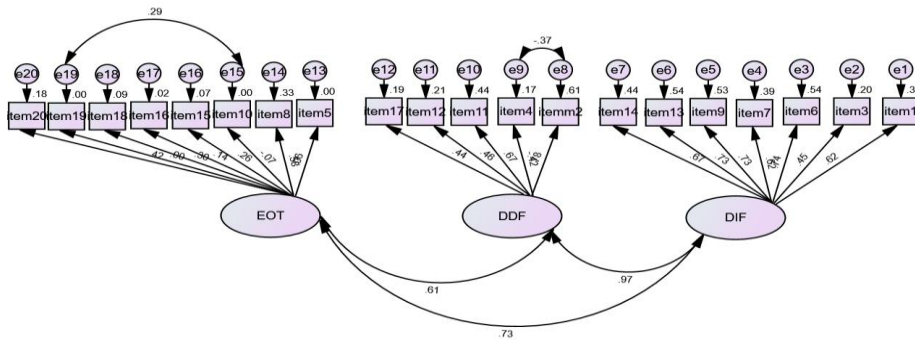 .29
-.37
e20 e19 e18 e17 e16 e15 e14 e13 e12 e11 e10 e9 e8 e7 e6 e5 e4 e3 e2 e1
.18 .00 .09 .02 .07 .00 .33 .00 .19 .21 .44 .17 .61 .44 .54 .53 .39 .54 .20
item20 item19 item18 item16 item15 item10 item8 item5 item17 item12 item11 item4 itemm2 item14 item13 item9 item7 item6 item3 item1
.42 .00 .30 .14 .26 -.07 .44 .46 .67 .78 .67 .73 .73 .62 .74 .45 .62
EOT DDF DIF
.61
.97
.73